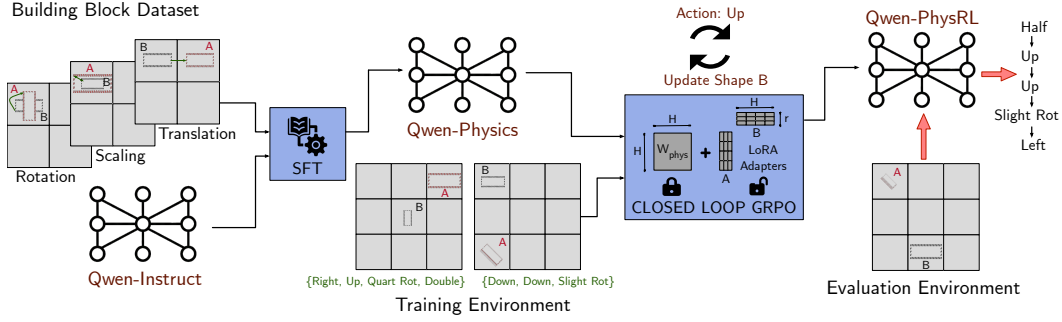 Building Block Dataset
B
A
Translation
A
B
Scaling
A
B
Rotation
Qwen-Instruct
SFT
Qwen-Physics
A
B
{Right, Up, Quart Rot, Double}
B
A
{Down, Down, Slight Rot}
Training Environment
Action: Up
Update Shape B
H
H
W_phys
+
A
H
r
B
LoRA
Adapters
CLOSED LOOP GRPO
Qwen-PhysRL
Half
Up
Up
Slight Rot
Left
A
B
Evaluation Environment